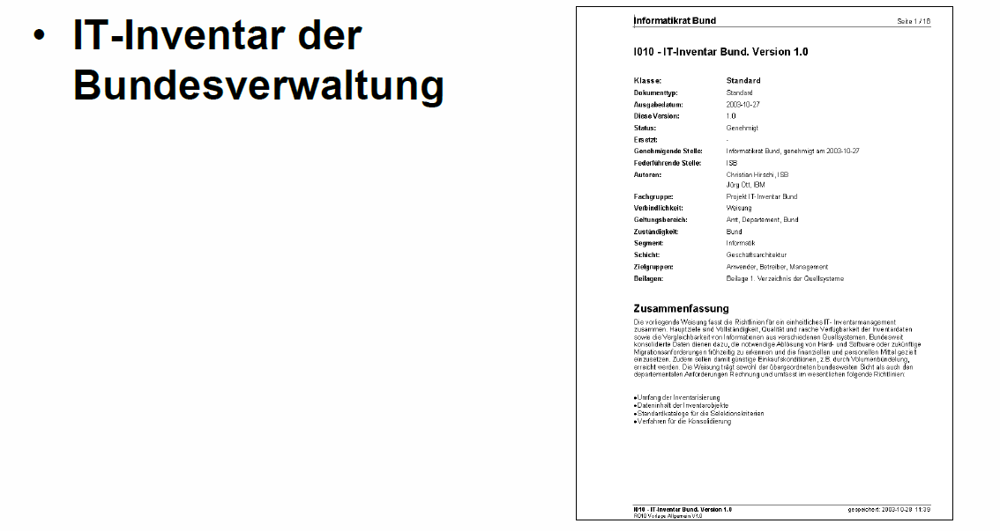 • IT-Inventar der
Bundesverwaltung
Informatikrat Bund Seite 1 / 18
I010 - IT-Inventar Bund. Version 1.0
Klasse: Standard
Dokumenttyp: Standard
Ausgabedatum: 2003-10-27
Diese Version: 1.0
Status: Genehmigt
Ersetzt: -
Genehmigende Stelle: Informatikrat Bund, genehmigt am 2003-10-27
Federführende Stelle: ISB
Autoren: Christian Hirschi, ISB
Jürg Ott, IBM
Fachgruppe: Projekt IT-Inventar Bund
Verbindlichkeit: Weisung
Geltungsbereich: Amt, Departement, Bund
Zuständigkeit: Bund
Segment: Informatik
Schicht: Geschäftsarchitektur
Zielgruppen: Anwender, Betreiber, Management
Beilagen: Beilage 1. Verzeichnis der Quellsysteme
Zusammenfassung
Die vorliegende Weisung fasst die Richtlinien für ein einheitliches IT- Inventarmanagement
zusammen. Hauptziele sind Vollständigkeit, Qualität und rasche Verfügbarkeit der Inventardaten
sowie die Vergleichbarkeit von Informationen aus verschiedenen Quellsystemen. Bundesweit
konsolidierte Daten dienen dazu, die notwendige Ablösung von Hard- und Software oder zukünftige
Migrationsanforderungen frühzeitig zu erkennen und die finanziellen und personellen Mittel gezielt
einzusetzen. Zudem sollen damit günstige Einkaufskonditionen, z.B. durch Volumenbündelung,
erreicht werden. Die Weisung trägt sowohl der übergeordneten bundesweiten Sicht als auch den
departementalen Anforderungen Rechnung und umfasst im wesentlichen folgende Richtlinien:
•Umfang der Inventarisierung
•Dateninhalt der Inventarobjekte
•Standardkataloge für die Selektionskriterien
•Verfahren für die Konsolidierung
I010 - IT-Inventar Bund. Version 1.0 gespeichert: 2003-10-28 11:39
R010 Vorlage Allgemein V4.0